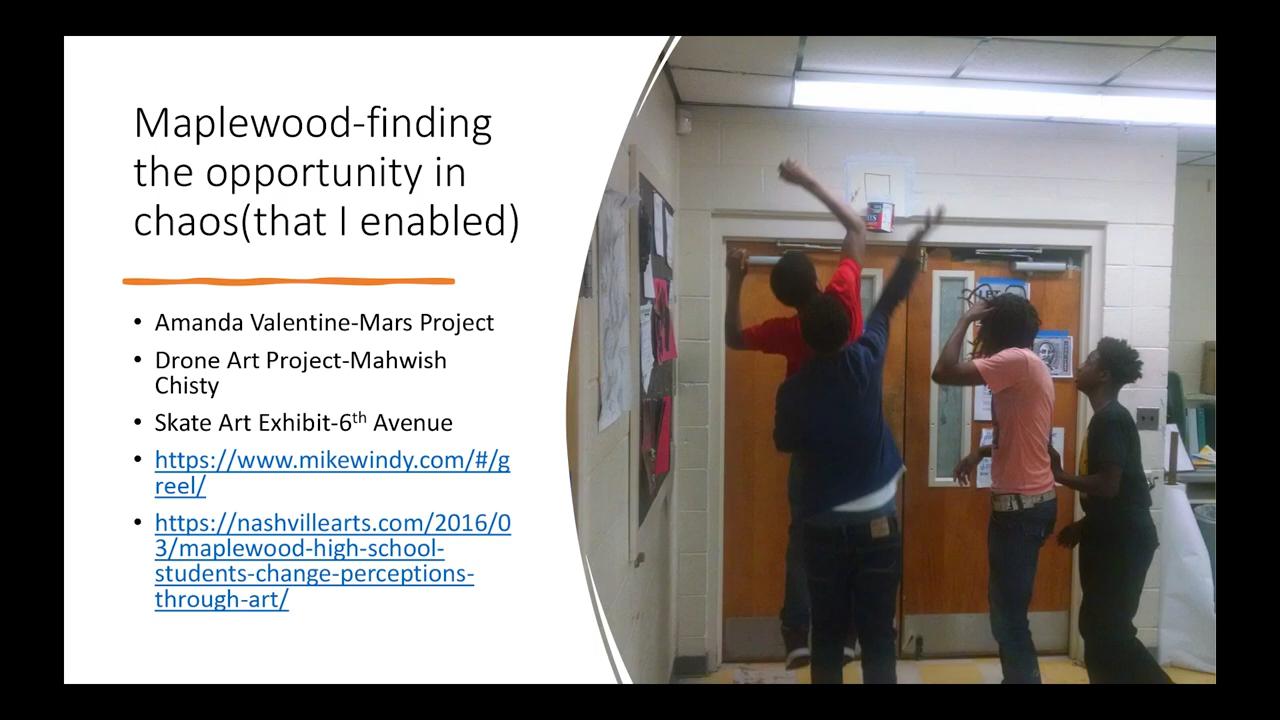 Maplewood-finding
the opportunity in
chaos(that I enabled)
• Amanda Valentine-Mars Project
• Drone Art Project-Mahwish
Chisty
• Skate Art Exhibit-6th Avenue
• https://www.mikewindy.com/#/g
reel/
• https://nashvillearts.com/2016/0
3/maplewood-high-school-
students-change-perceptions-
through-art/
LET